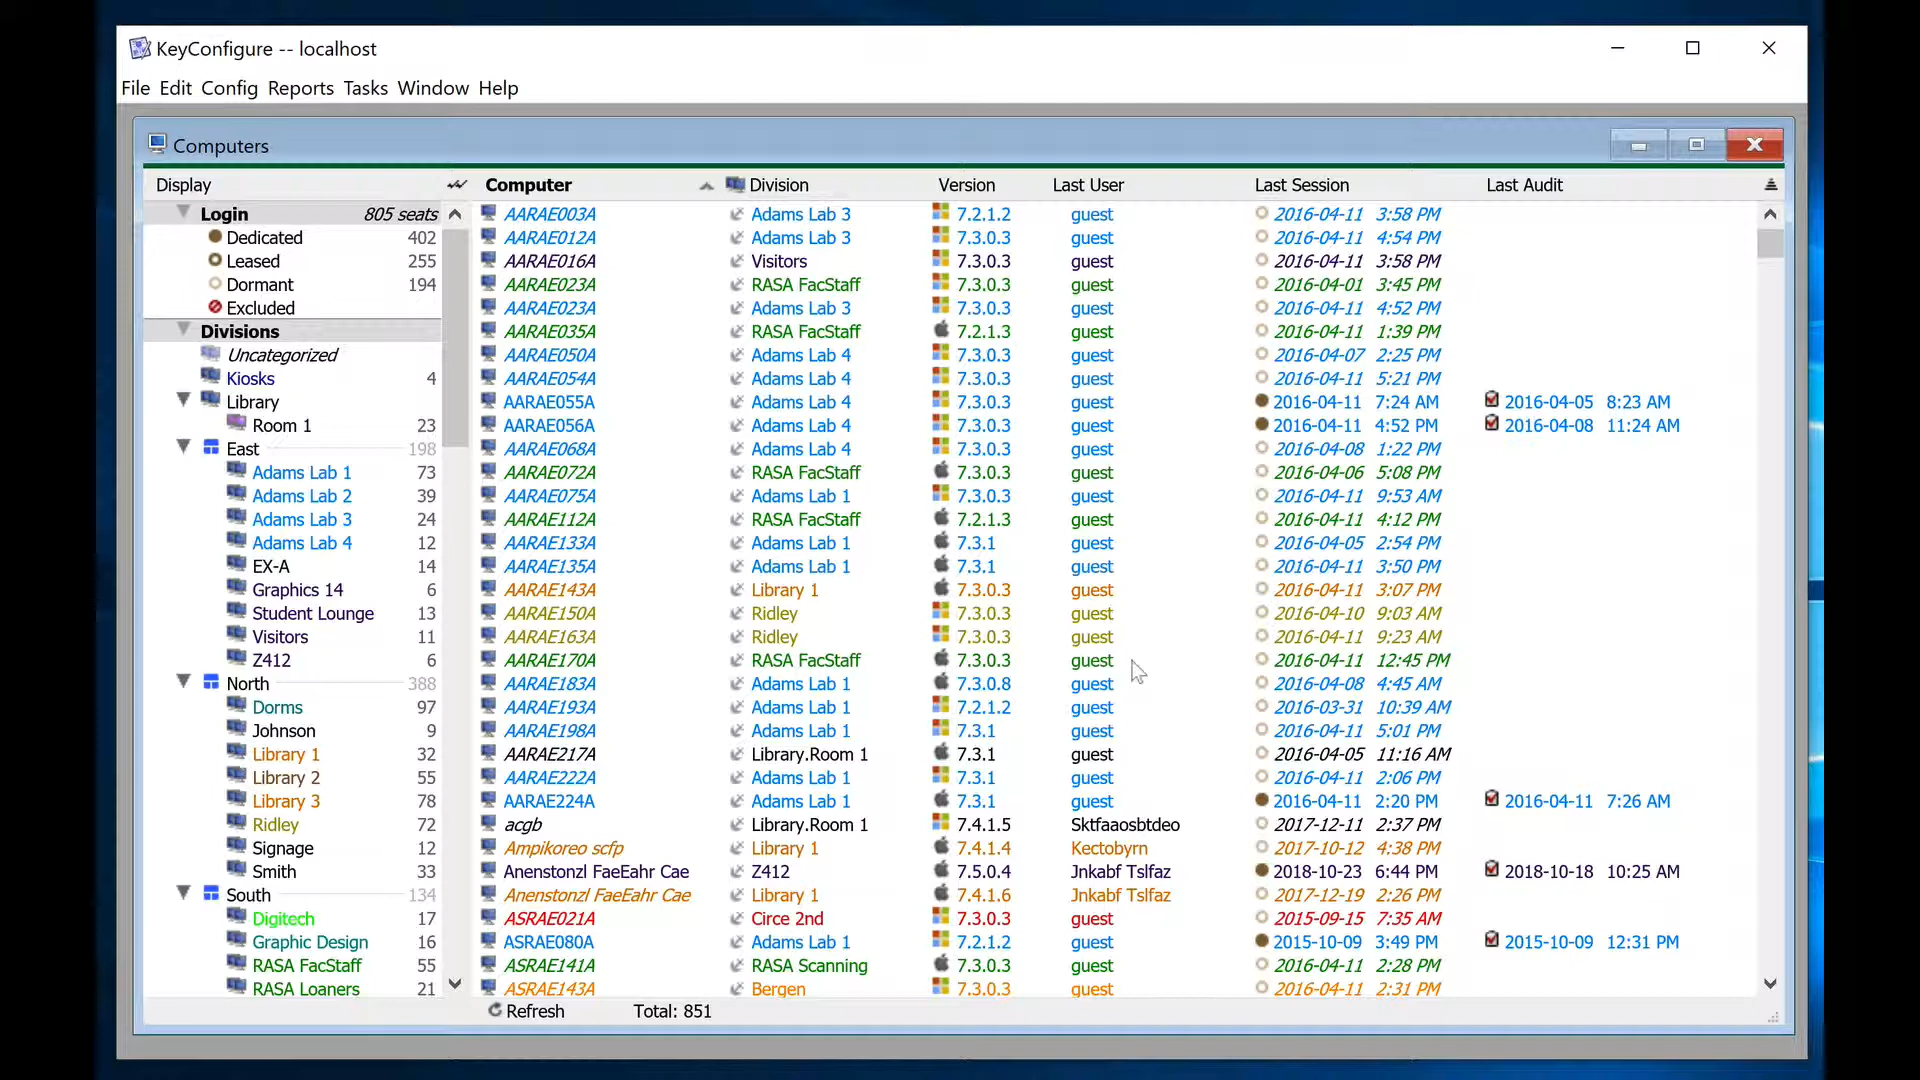 KeyConfigure -- localhost
File Edit Config Reports Tasks Window Help
Computers
Display Computer Division Version Last User Last Session Last Audit
Login 805 seats
Dedicated 402
Leased 255
Dormant 194
Excluded
Divisions
Uncategorized
Kiosks 4
Library
Room 1 23
East 198
Adams Lab 1 73
Adams Lab 2 39
Adams Lab 3 24
Adams Lab 4 12
EX-A 14
Graphics 14 6
Student Lounge 13
Visitors 11
Z412 6
North 388
Dorms 97
Johnson 9
Library 1 32
Library 2 55
Library 3 78
Ridley 72
Signage 12
Smith 33
South 134
Digitech 17
Graphic Design 16
RASA FacStaff 55
RASA Loaners 21
AARAE003A Adams Lab 3 7.2.1.2 guest 2016-04-11 3:58 PM
AARAE012A Adams Lab 3 7.3.0.3 guest 2016-04-11 4:54 PM
AARAE016A Visitors 7.3.0.3 guest 2016-04-11 3:58 PM
AARAE023A RASA FacStaff 7.3.0.3 guest 2016-04-01 3:45 PM
AARAE023A Adams Lab 3 7.3.0.3 guest 2016-04-11 4:52 PM
AARAE035A RASA FacStaff 7.2.1.3 guest 2016-04-11 1:39 PM
AARAE050A Adams Lab 4 7.3.0.3 guest 2016-04-07 2:25 PM
AARAE054A Adams Lab 4 7.3.0.3 guest 2016-04-11 5:21 PM
AARAE055A Adams Lab 4 7.3.0.3 guest 2016-04-11 7:24 AM 2016-04-05 8:23 AM
AARAE056A Adams Lab 4 7.3.0.3 guest 2016-04-11 4:52 PM 2016-04-08 11:24 AM
AARAE068A Adams Lab 4 7.3.0.3 guest 2016-04-08 1:22 PM
AARAE072A RASA FacStaff 7.3.0.3 guest 2016-04-06 5:08 PM
AARAE075A Adams Lab 1 7.3.0.3 guest 2016-04-11 9:53 AM
AARAE112A RASA FacStaff 7.2.1.3 guest 2016-04-11 4:12 PM
AARAE133A Adams Lab 1 7.3.1 guest 2016-04-05 2:54 PM
AARAE135A Adams Lab 1 7.3.1 guest 2016-04-11 3:50 PM
AARAE143A Library 1 7.3.0.3 guest 2016-04-11 3:07 PM
AARAE150A Ridley 7.3.0.3 guest 2016-04-10 9:03 AM
AARAE163A Ridley 7.3.0.3 guest 2016-04-11 9:23 AM
AARAE170A RASA FacStaff 7.3.0.3 guest 2016-04-11 12:45 PM
AARAE183A Adams Lab 1 7.3.0.8 guest 2016-04-08 4:45 AM
AARAE193A Adams Lab 1 7.2.1.2 guest 2016-03-31 10:39 AM
AARAE198A Adams Lab 1 7.3.1 guest 2016-04-11 5:01 PM
AARAE217A Library.Room 1 7.3.1 guest 2016-04-05 11:16 AM
AARAE222A Adams Lab 1 7.3.1 guest 2016-04-11 2:06 PM
AARAE224A Adams Lab 1 7.3.1 guest 2016-04-11 2:20 PM 2016-04-11 7:26 AM
acgb Library.Room 1 7.4.1.5 Sktfaaosbtdeo 2017-12-11 2:37 PM
Ampikoreo scfp Library 1 7.4.1.4 Kectobyrn 2017-10-12 4:38 PM
Anenstonzl FaeEahr Cae Z412 7.5.0.4 Jnkabf Tslfaz 2018-10-23 6:44 PM 2018-10-18 10:25 AM
Anenstonzl FaeEahr Cae Library 1 7.4.1.6 Jnkabf Tslfaz 2017-12-19 2:26 PM
ASRAE021A Circe 2nd 7.3.0.3 guest 2015-09-15 7:35 AM
ASRAE080A Adams Lab 1 7.2.1.2 guest 2015-10-09 3:49 PM 2015-10-09 12:31 PM
ASRAE141A RASA Scanning 7.3.0.3 guest 2016-04-11 2:28 PM
ASRAE143A Bergen 7.3.0.3 guest 2016-04-11 2:31 PM
Refresh Total: 851